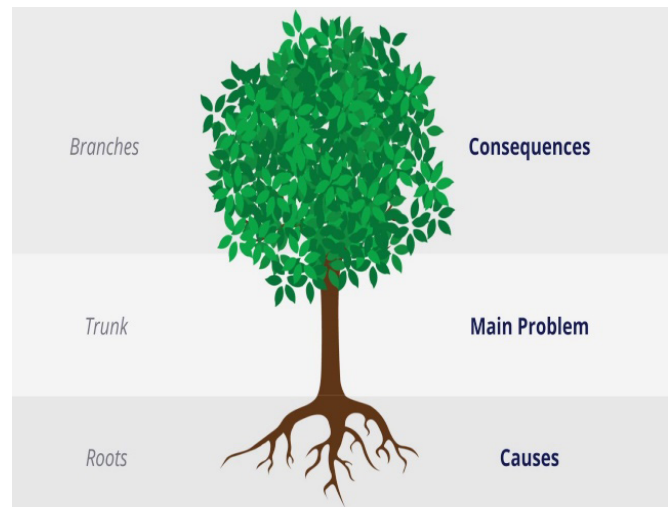 Branches
Consequences
Trunk
Main Problem
Roots
Causes